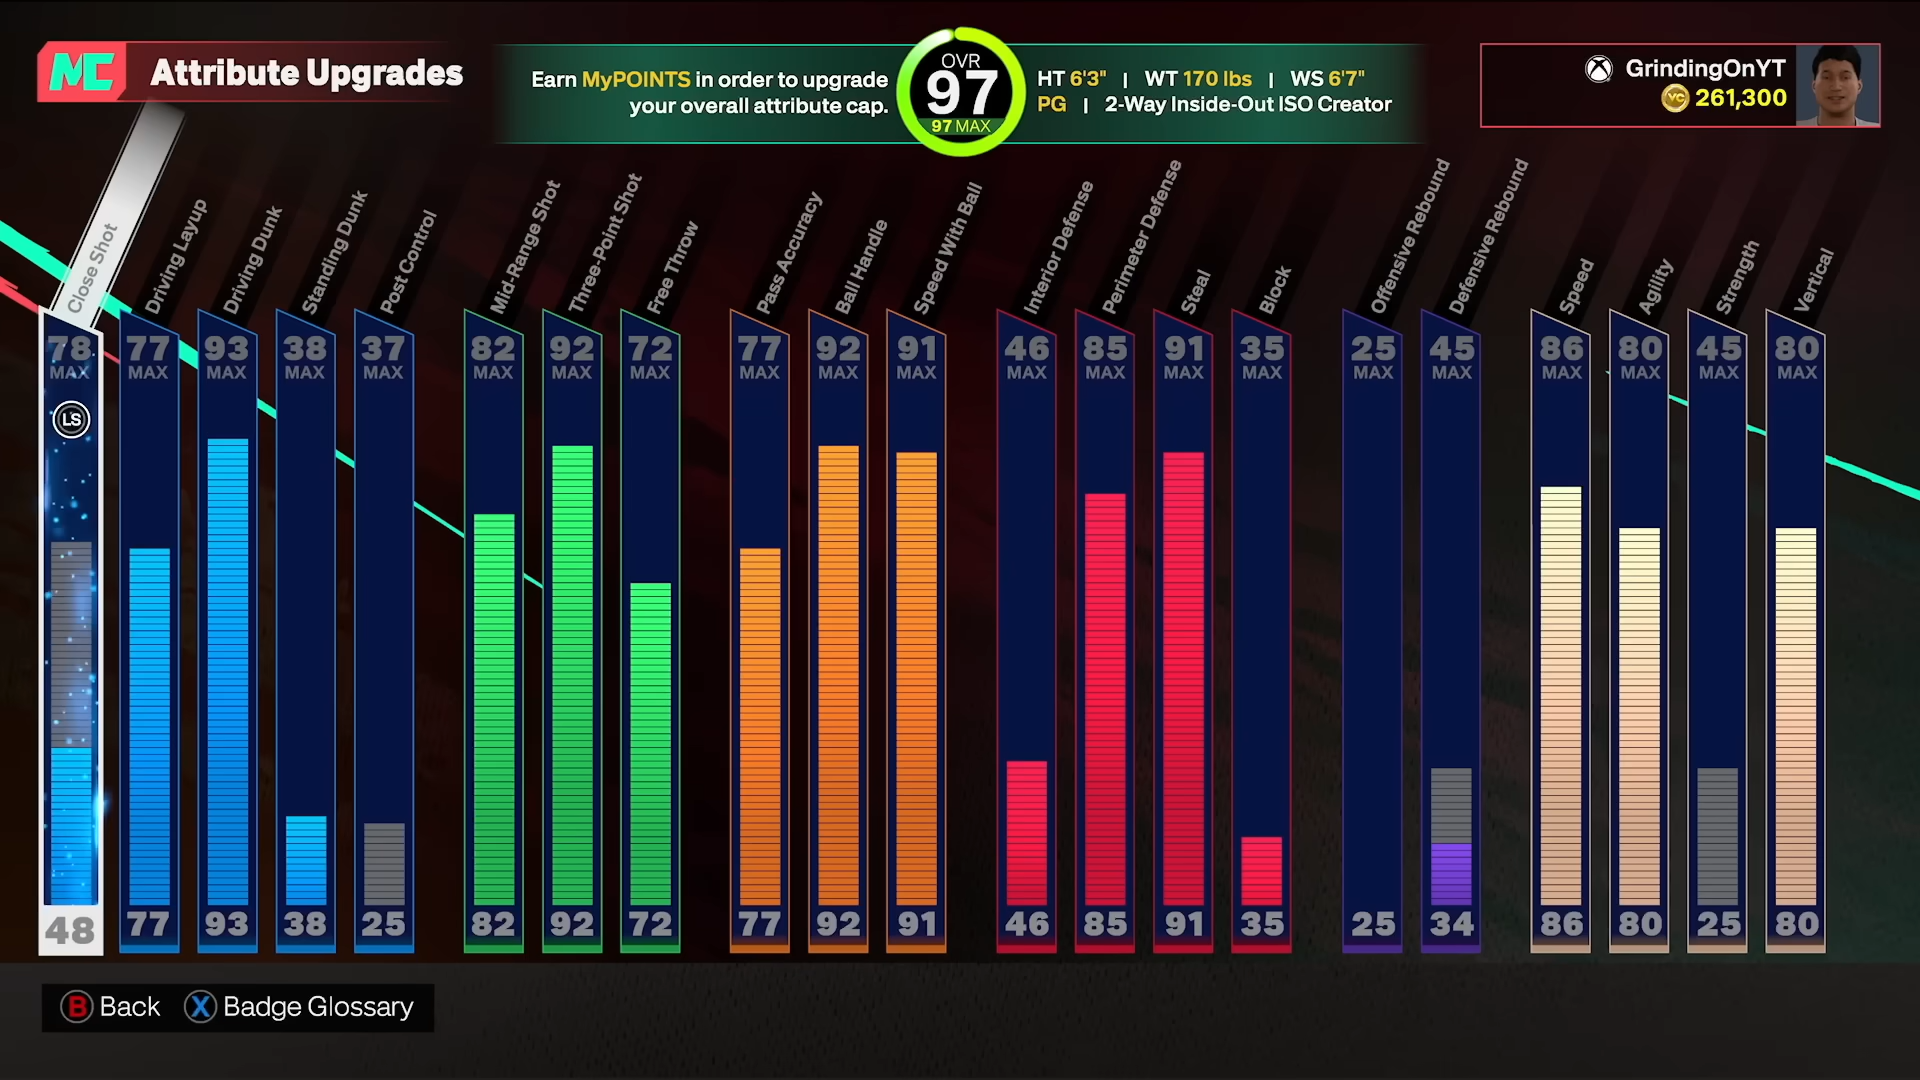 MC Attribute Upgrades
Earn MyPOINTS in order to upgrade
your overall attribute cap.
OVR
97
97 MAX
HT 6'3" | WT 170 lbs | WS 6'7"
PG | 2-Way Inside-Out ISO Creator
GrindingOnYT
VC 261,300
Close Shot
Driving Layup
Driving Dunk
Standing Dunk
Post Control
Mid-Range Shot
Three-Point Shot
Free Throw
Pass Accuracy
Ball Handle
Speed With Ball
Interior Defense
Perimeter Defense
Steal
Block
Offensive Rebound
Defensive Rebound
Speed
Agility
Strength
Vertical
78 77 93 38 37 82 92 72 77 92 91 46 85 91 35 25 45 86 80 45 80
MAX MAX MAX MAX MAX MAX MAX MAX MAX MAX MAX MAX MAX MAX MAX MAX MAX MAX MAX MAX MAX
LS
48 77 93 38 25 82 92 72 77 92 91 46 85 91 35 25 34 86 80 25 80
B Back X Badge Glossary